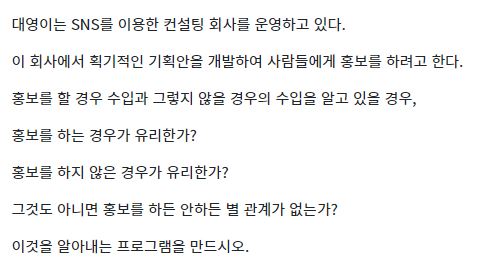 대영이는 SNS를 이용한 컨설팅 회사를 운영하고 있다.
이 회사에서 획기적인 기획안을 개발하여 사람들에게 홍보를 하려고 한다.
홍보를 할 경우 수입과 그렇지 않을 경우의 수입을 알고 있을 경우,
홍보를 하는 경우가 유리한가?
홍보를 하지 않은 경우가 유리한가?
그것도 아니면 홍보를 하든 안하든 별 관계가 없는가?
이것을 알아내는 프로그램을 만드시오.